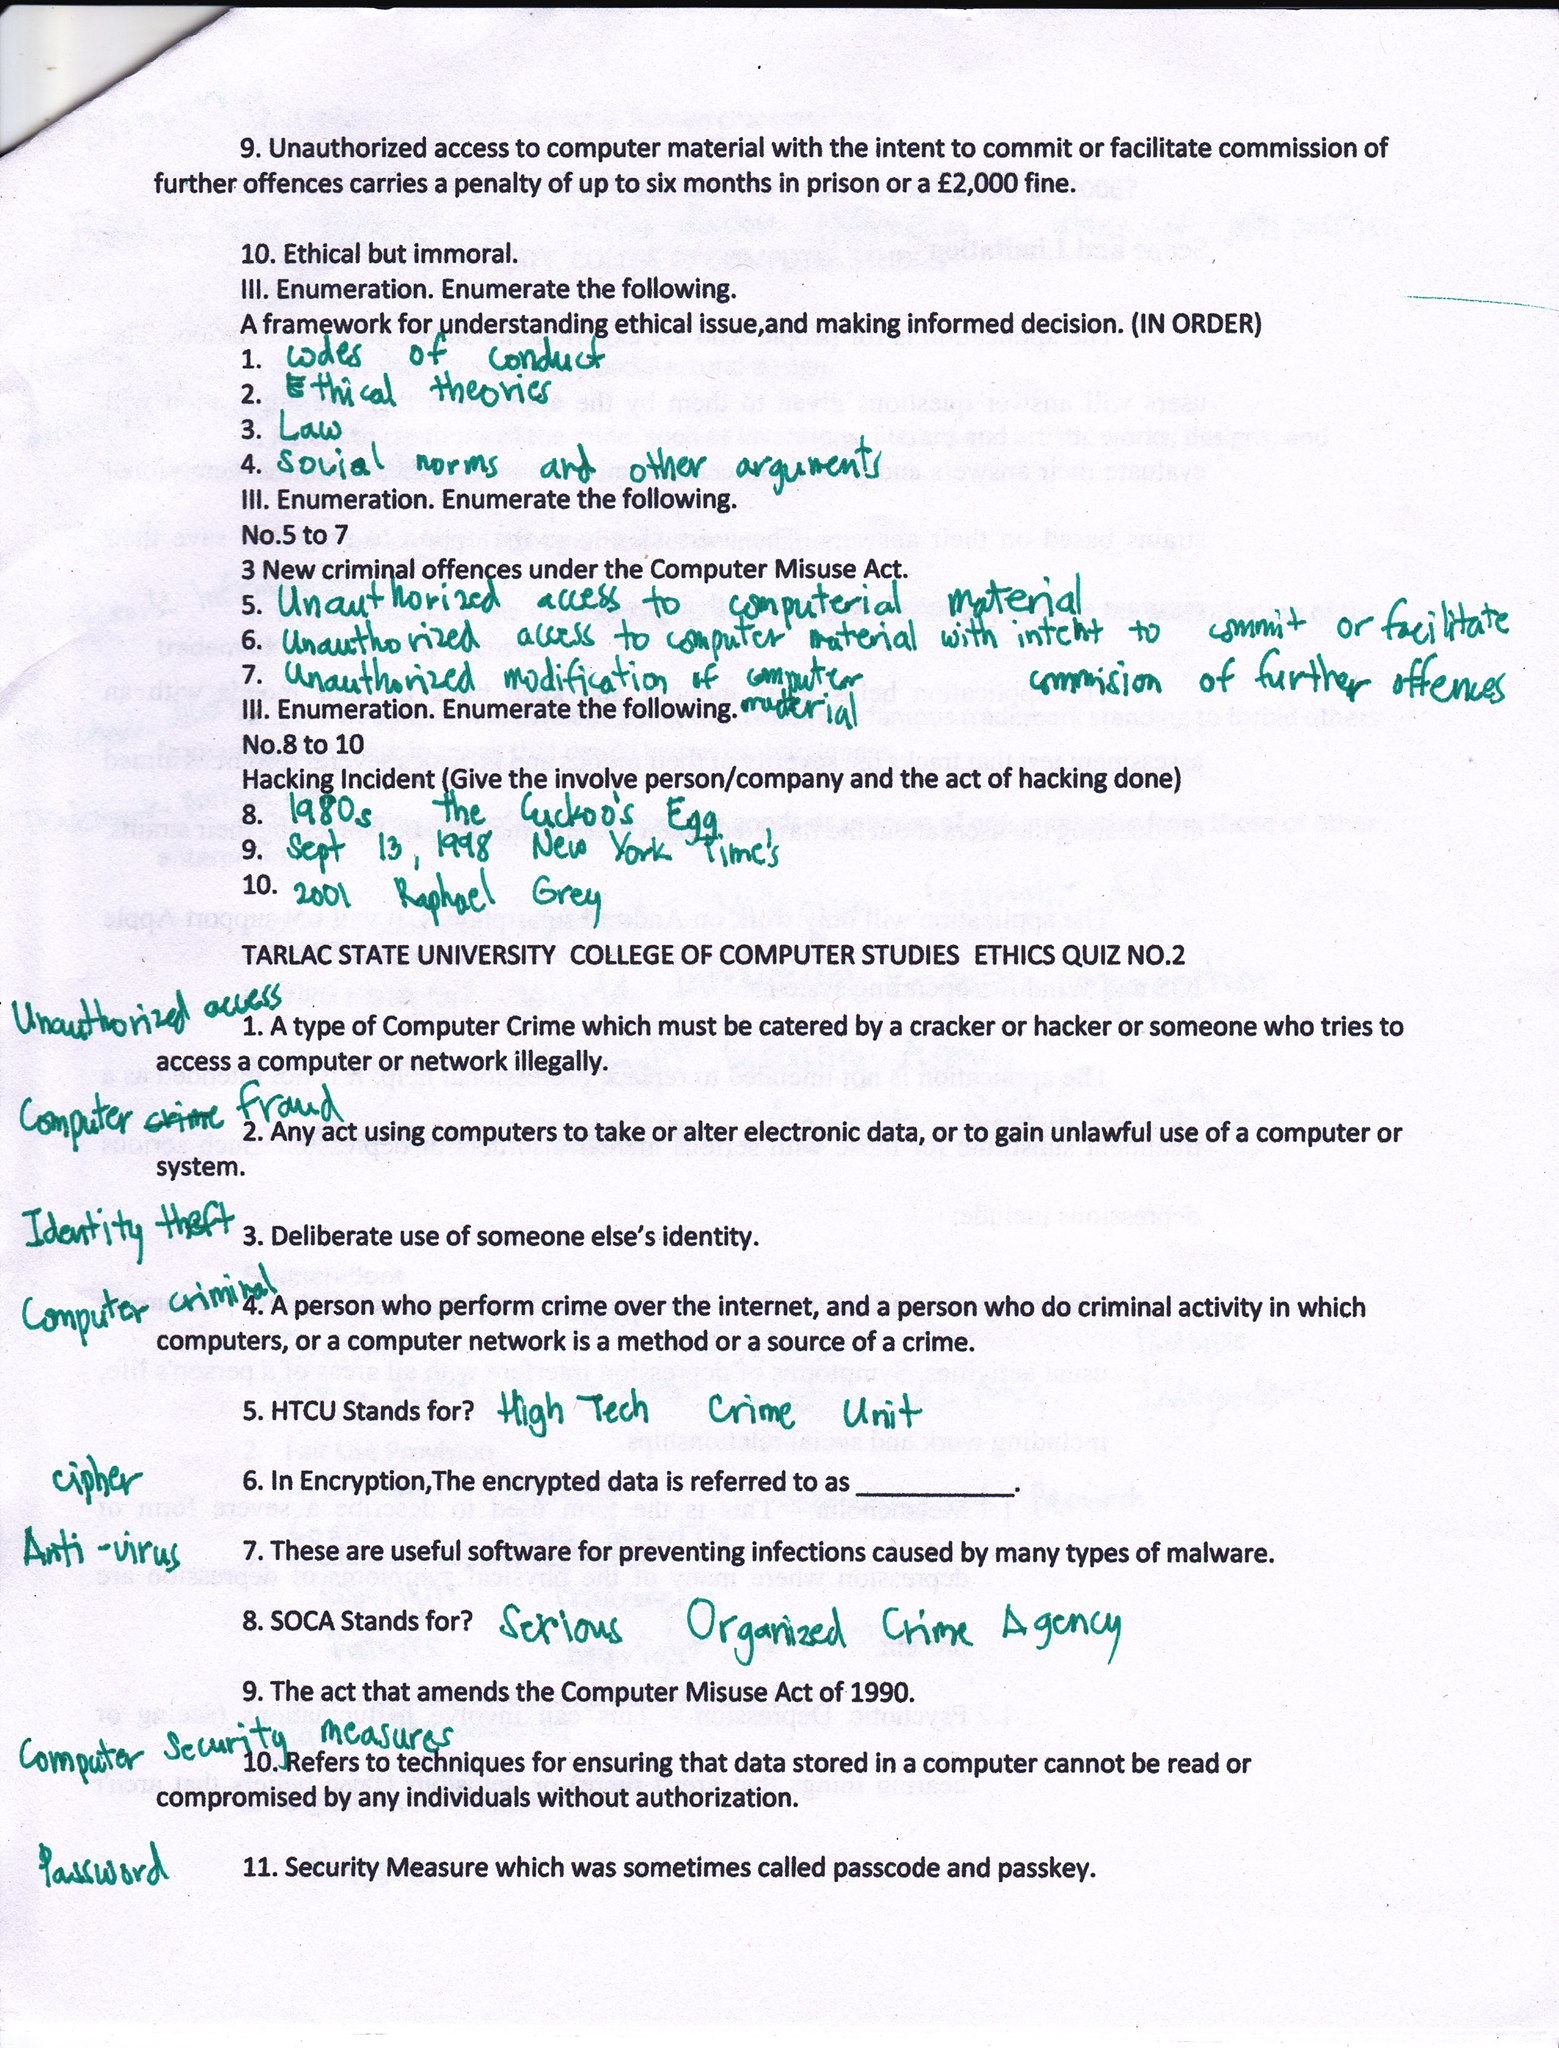 9. Unauthorized access to computer material with the intent to commit or facilitate commission of
further offences carries a penalty of up to six months in prison or a £2,000 fine.
10. Ethical but immoral.
III. Enumeration. Enumerate the following.
A framework for understanding ethical issue,and making informed decision. (IN ORDER)
1. codes of conduct
2. Ethical theories
3. Law
4. Social norms and other arguments
III. Enumeration. Enumerate the following.
No.5 to 7
3 New criminal offences under the Computer Misuse Act.
5. Unauthorized access to computerial material
6. Unauthorized access to computer material with intent to commit or facilitate
commision of further offences
7. Unauthorized modification of computer
material
III. Enumeration. Enumerate the following.
No.8 to 10
Hacking Incident (Give the involve person/company and the act of hacking done)
8. 1980s the Cuckoo's Egg
9. Sept 13, 1998 New York Time's
10. 2001 Raphael Grey
TARLAC STATE UNIVERSITY COLLEGE OF COMPUTER STUDIES ETHICS QUIZ NO.2
Unauthorized access
1. A type of Computer Crime which must be catered by a cracker or hacker or someone who tries to
access a computer or network illegally.
Computer crime fraud
2. Any act using computers to take or alter electronic data, or to gain unlawful use of a computer or
system.
Identity theft
3. Deliberate use of someone else's identity.
Computer criminal
4. A person who perform crime over the internet, and a person who do criminal activity in which
computers, or a computer network is a method or a source of a crime.
5. HTCU Stands for? High Tech Crime Unit
cipher
6. In Encryption,The encrypted data is referred to as ____________.
Anti-virus
7. These are useful software for preventing infections caused by many types of malware.
8. SOCA Stands for? Serious Organized Crime Agency
9. The act that amends the Computer Misuse Act of 1990.
Computer Security measures
10. Refers to techniques for ensuring that data stored in a computer cannot be read or
compromised by any individuals without authorization.
Password
11. Security Measure which was sometimes called passcode and passkey.